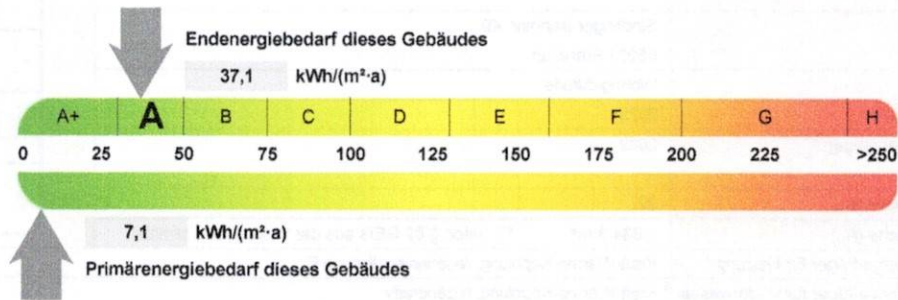 Endenergiebedarf dieses Gebäudes
37,1 kWh/(m²·a)
A+ A B C D E F G H
0 25 50 75 100 125 150 175 200 225 >250
7,1 kWh/(m²·a)
Primärenergiebedarf dieses Gebäudes